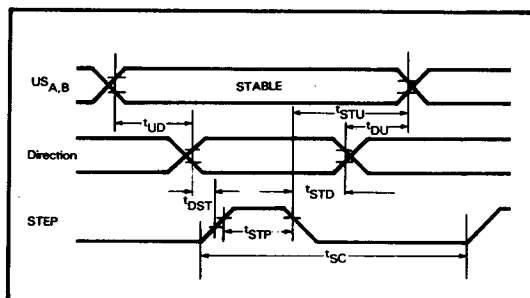 US_A,B
STABLE
t_STU
t_UD
t_DU
Direction
t_DST
t_STD
STEP
t_STP
t_SC